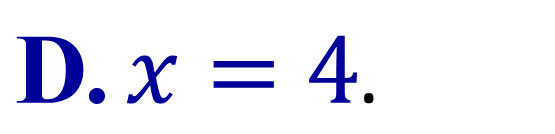 D. x = 4.